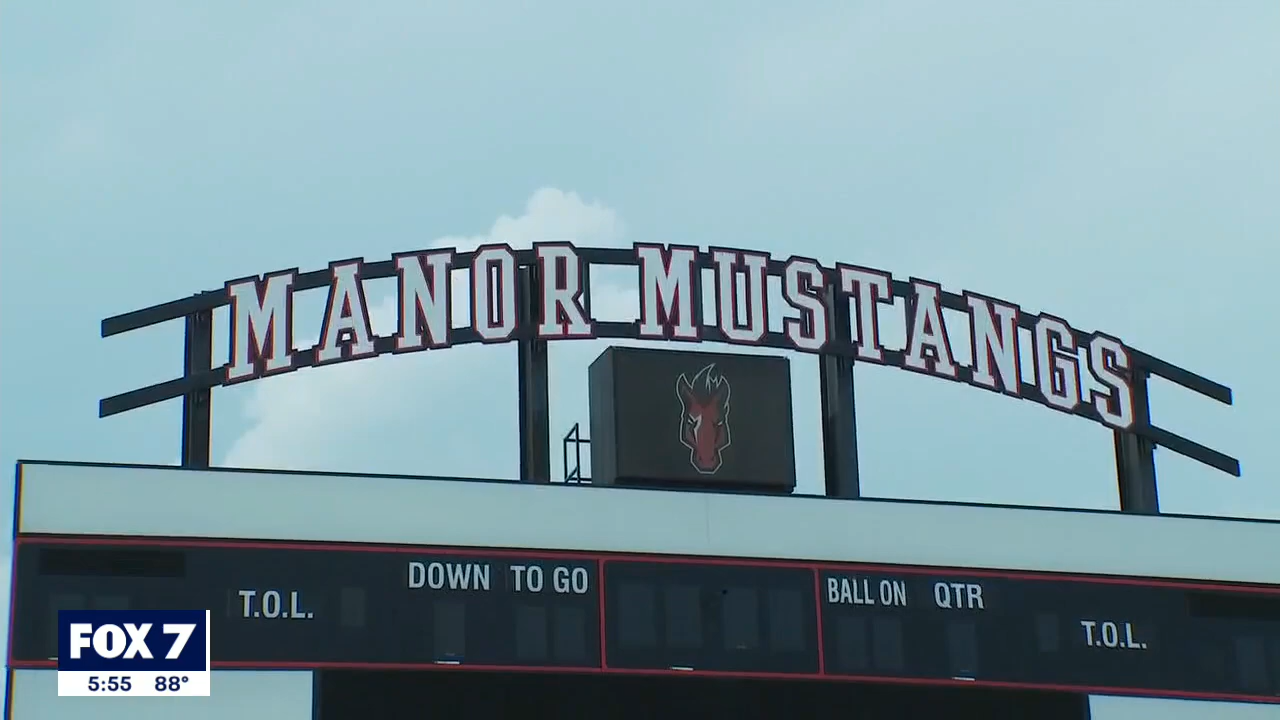 MANOR MUSTANGS
DOWN TO GO
T.O.L.
BALL ON QTR
T.O.L.
FOX 7
5:55 88°